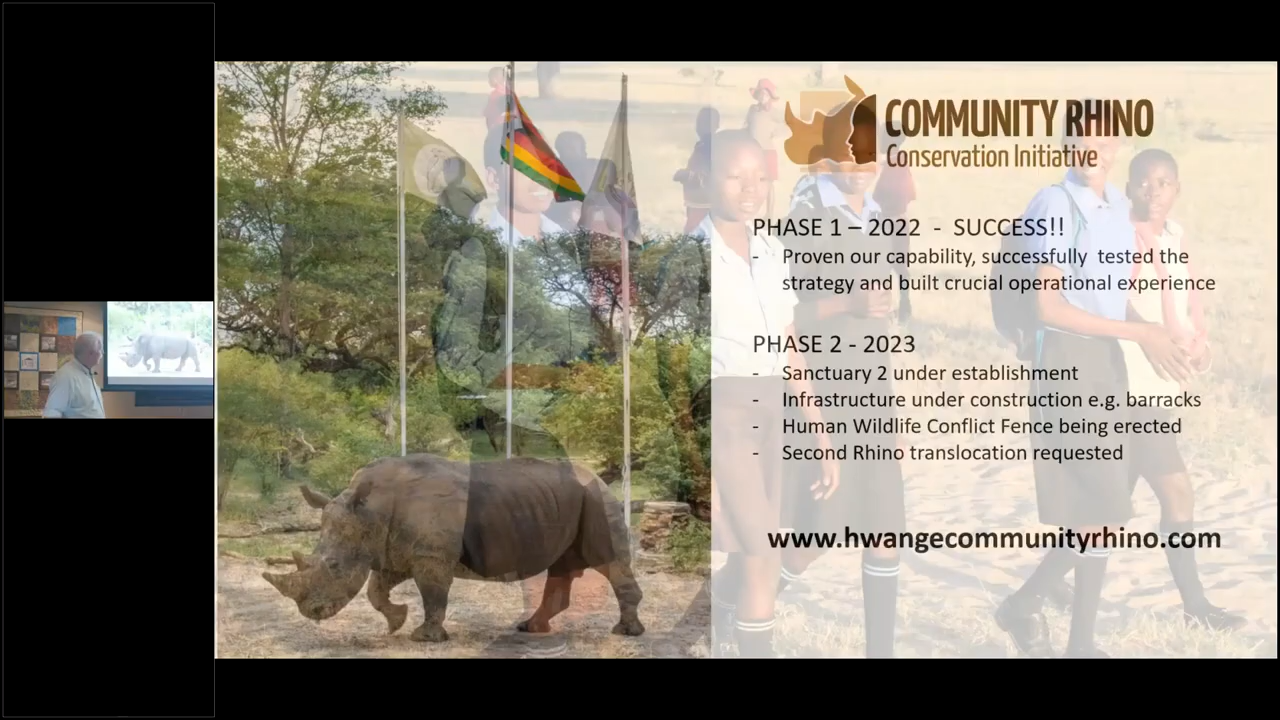 COMMUNITY RHINO
Conservation Initiative
PHASE 1 – 2022 - SUCCESS!!
- Proven our capability, successfully tested the
strategy and built crucial operational experience
PHASE 2 - 2023
- Sanctuary 2 under establishment
- Infrastructure under construction e.g. barracks
- Human Wildlife Conflict Fence being erected
- Second Rhino translocation requested
www.hwangecommunityrhino.com